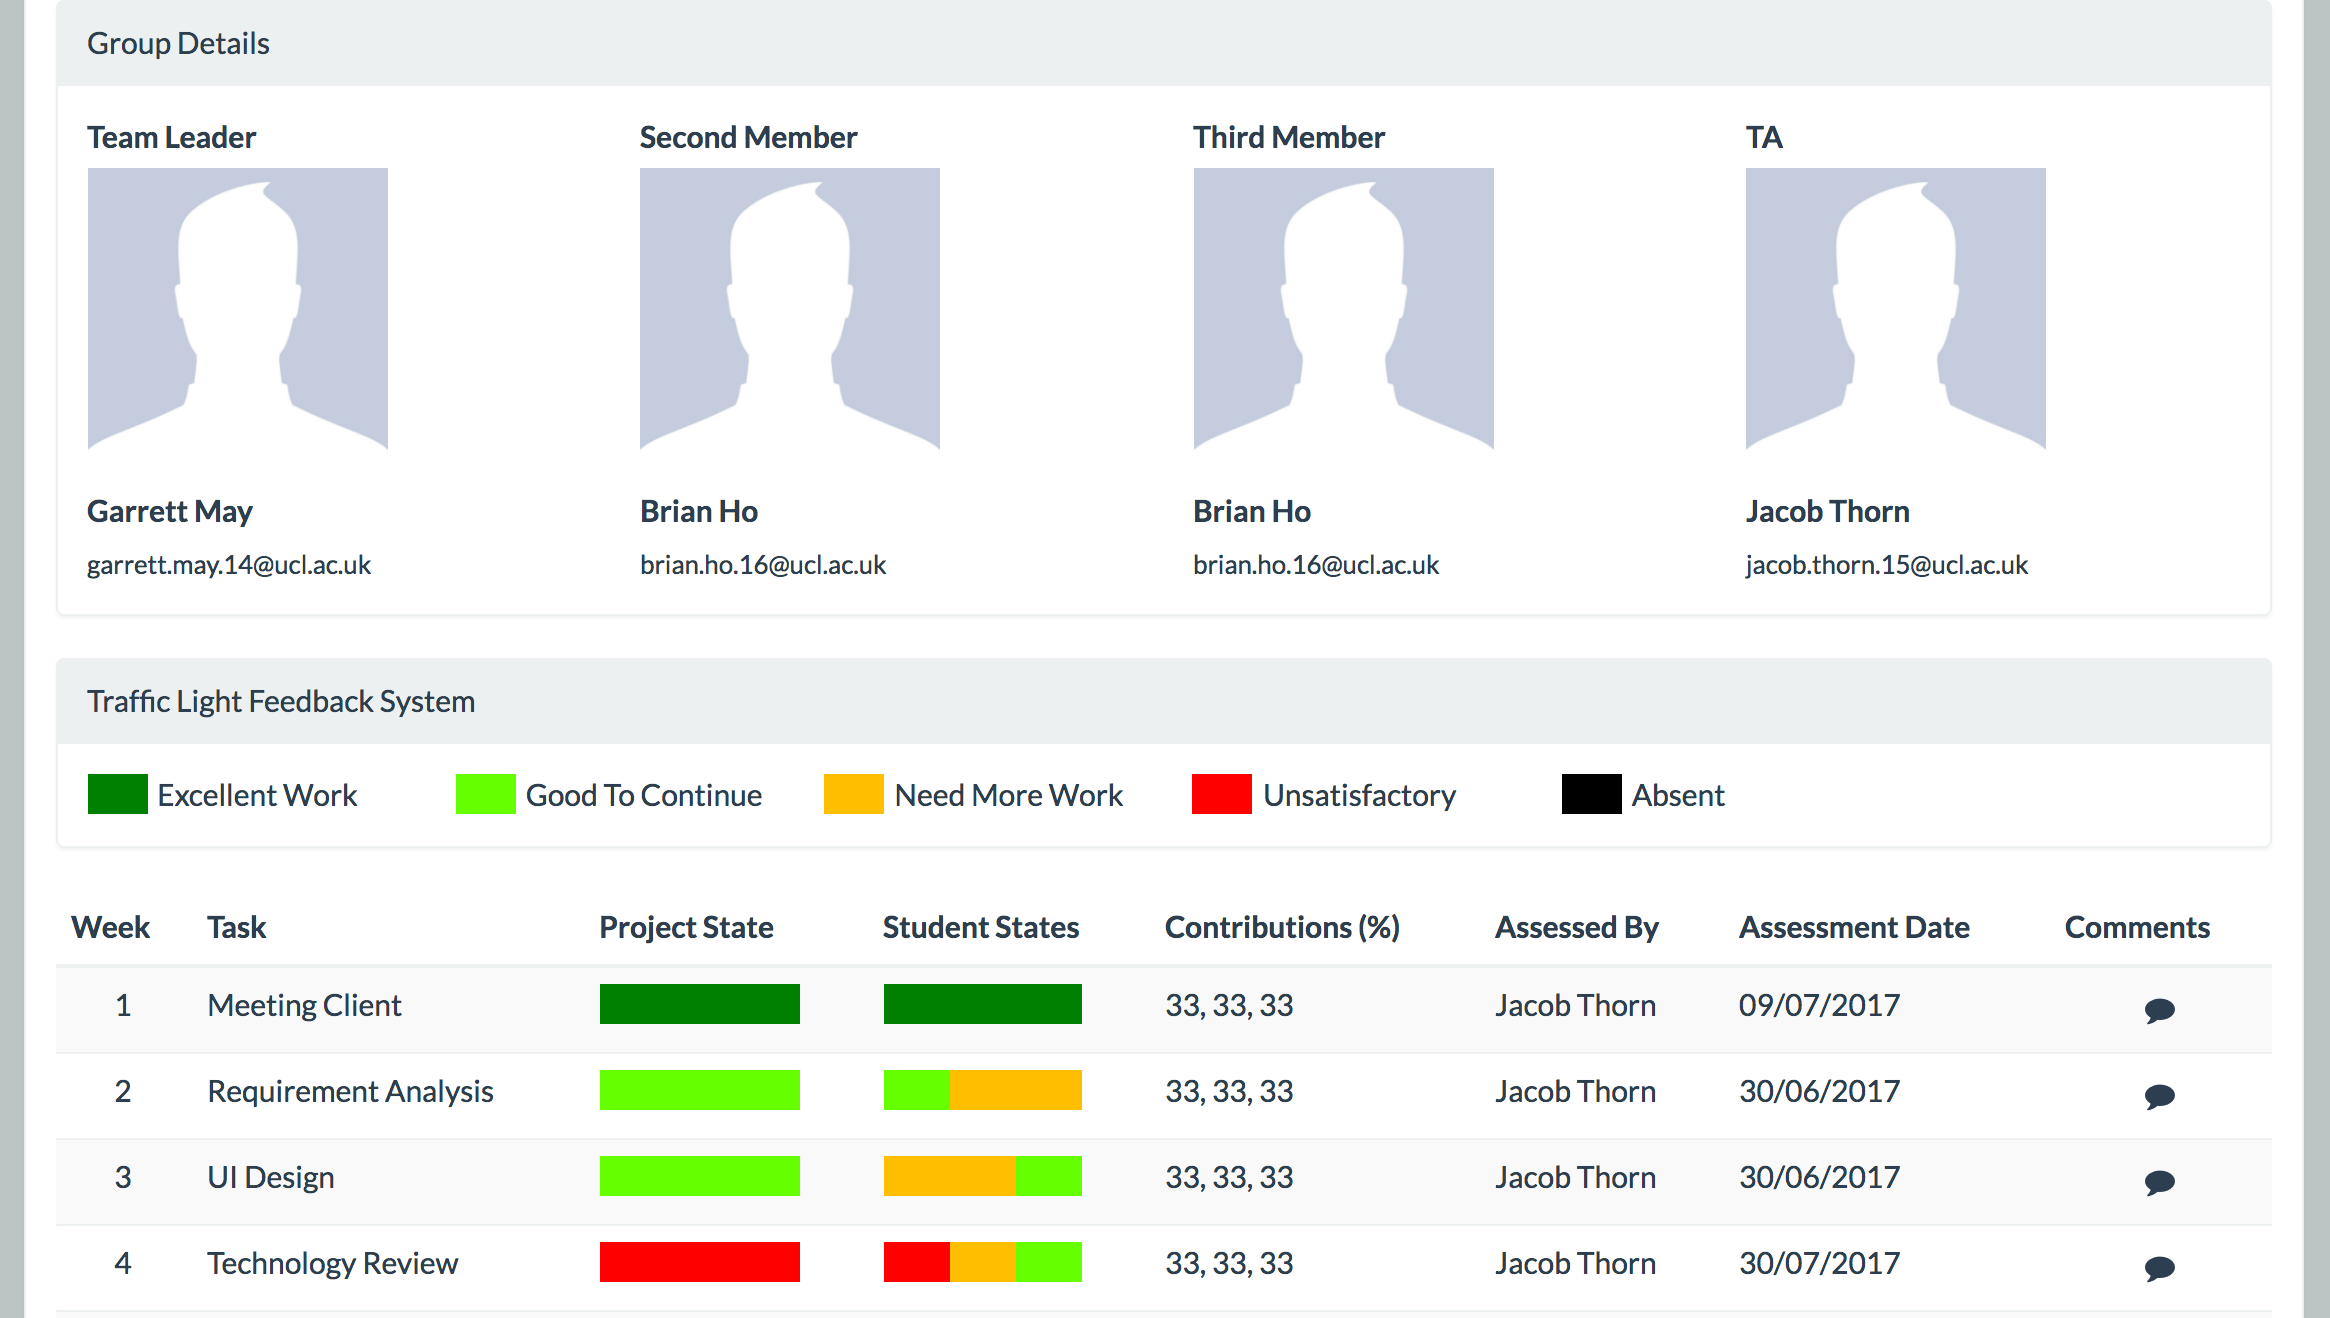 Group Details
Team Leader Second Member Third Member TA
Garrett May Brian Ho Brian Ho Jacob Thorn
garrett.may.14@ucl.ac.uk brian.ho.16@ucl.ac.uk brian.ho.16@ucl.ac.uk jacob.thorn.15@ucl.ac.uk
Traffic Light Feedback System
Excellent Work Good To Continue Need More Work Unsatisfactory Absent
Week Task Project State Student States Contributions (%) Assessed By Assessment Date Comments
1 Meeting Client 33, 33, 33 Jacob Thorn 09/07/2017
2 Requirement Analysis 33, 33, 33 Jacob Thorn 30/06/2017
3 UI Design 33, 33, 33 Jacob Thorn 30/06/2017
4 Technology Review 33, 33, 33 Jacob Thorn 30/07/2017